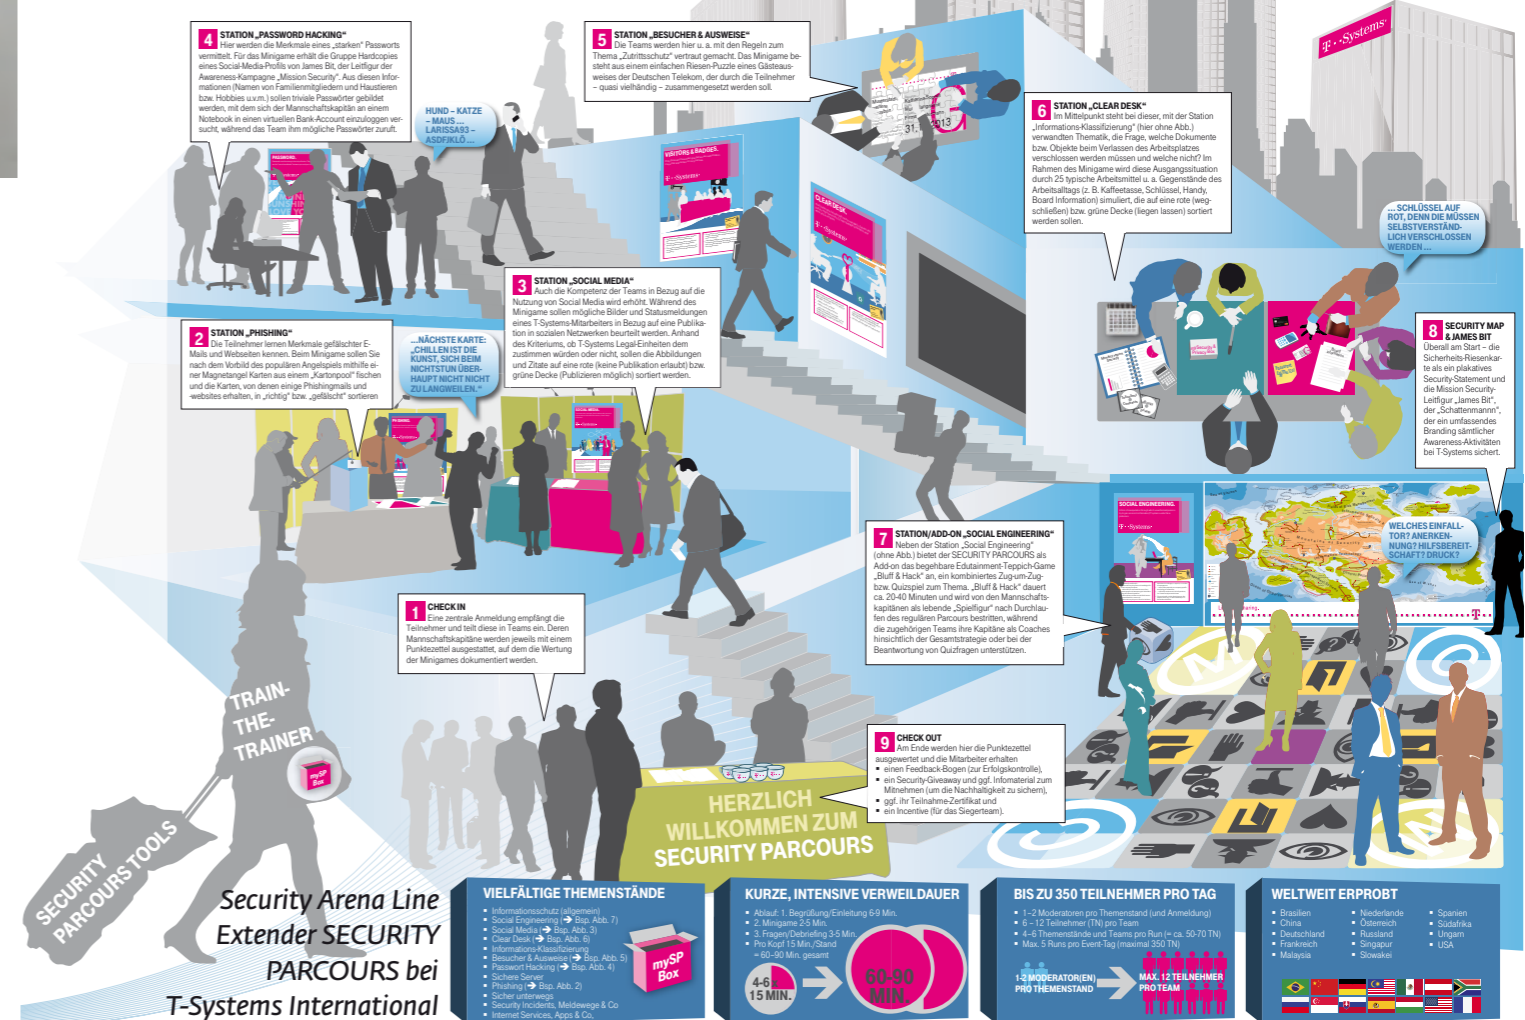 4 STATION „PASSWORD HACKING“
Hier werden die Merkmale eines „starken“ Passworts
vermittelt. Für das Minigame erhält die Gruppe Hardcopies
eines Social-Media-Profils von James Bit, der Leitfigur der
Awareness-Kampagne „Mission Security“. Aus diesen Infor-
mationen (Namen von Familienmitgliedern und Haustieren
bzw. Hobbies u.v.m.) sollen triviale Passwörter gebildet
werden, mit dem sich der Mannschaftskapitän an einem
Notebook in einen virtuellen Bank-Account einzuloggen ver-
sucht, während das Team ihm mögliche Passwörter zuruft.
HUND – KATZE
– MAUS ...
LARISSA93 –
ASDFJKLÖ ...
5 STATION „BESUCHER & AUSWEISE“
Die Teams werden hier u. a. mit den Regeln zum
Thema „Zutrittsschutz“ vertraut gemacht. Das Minigame be-
steht aus einem einfachen Riesen-Puzzle eines Gästeaus-
weises der Deutschen Telekom, der durch die Teilnehmer
– quasi vielhändig – zusammengesetzt werden soll.
T··Systems·
6 STATION „CLEAR DESK“
Im Mittelpunkt steht bei dieser, mit der Station
„Informations-Klassifizierung“ (hier ohne Abb.)
verwandten Thematik, die Frage, welche Dokumente
bzw. Objekte beim Verlassen des Arbeitsplatzes
verschlossen werden müssen und welche nicht? Im
Rahmen des Minigame wird diese Ausgangssituation
durch 25 typische Arbeitsmittel u. a. Gegenstände des
Arbeitsalltags (z. B. Kaffeetasse, Schlüssel, Handy,
Board Information) simuliert, die auf eine rote (weg-
schließen) bzw. grüne Decke (liegen lassen) sortiert
werden sollen.
... SCHLÜSSEL AUF
ROT, DENN DIE MÜSSEN
SELBSTVERSTÄND-
LICH VERSCHLOSSEN
WERDEN ...
PASSWORD.
VISITORS & BADGES.
T··Systems·
CLEAR DESK.
T··Systems·
31. 2013
3 STATION „SOCIAL MEDIA“
Auch die Kompetenz der Teams in Bezug auf die
Nutzung von Social Media wird erhöht. Während des
Minigame sollen mögliche Bilder und Statusmeldungen
eines T-Systems-Mitarbeiters in Bezug auf eine Publika-
tion in sozialen Netzwerken beurteilt werden. Anhand
des Kriteriums, ob T-Systems Legal-Einheiten dem
zustimmen würden oder nicht, sollen die Abbildungen
und Zitate auf eine rote (keine Publikation erlaubt) bzw.
grüne Decke (Publizieren möglich) sortiert werden.
2 STATION „PHISHING“
Die Teilnehmer lernen Merkmale gefälschter E-
Mails und Webseiten kennen. Beim Minigame sollen Sie
nach dem Vorbild des populären Angelspiels mithilfe ei-
ner Magnetangel Karten aus einem „Kartonpool“ fischen
und die Karten, von denen einige Phishingmails und
-websites erhalten, in „richtig“ bzw. „gefälscht“ sortieren
...NÄCHSTE KARTE:
„CHILLEN IST DIE
KUNST, SICH BEIM
NICHTSTUN ÜBER-
HAUPT NICHT NICHT
ZU LANGWEILEN.“
PHISHING.
SOCIAL MEDIA.
8 SECURITY MAP
& JAMES BIT
Überall am Start – die
Sicherheits-Riesenkar-
te als ein plakatives
Security-Statement und
die Mission Security-
Leitfigur „James Bit“,
der „Schattenmannn“,
der ein umfassendes
Branding sämtlicher
Awareness-Aktivitäten
bei T-Systems sichert.
SOCIAL ENGINEERING.
T··Systems·
WELCHES EINFALL-
TOR? ANERKEN-
NUNG? HILFSBEREIT-
SCHAFT? DRUCK?
7 STATION/ADD-ON „SOCIAL ENGINEERING“
Neben der Station „Social Engineering“
(ohne Abb.) bietet der SECURITY PARCOURS als
Add-on das begehbare Edutainment-Teppich-Game
„Bluff & Hack“ an, ein kombiniertes Zug-um-Zug-
bzw. Quizspiel zum Thema. „Bluff & Hack“ dauert
ca. 20-40 Minuten und wird von den Mannschafts-
kapitänen als lebende „Spielfigur“ nach Durchlau-
fen des regulären Parcours bestritten, während
die zugehörigen Teams ihre Kapitäne als Coaches
hinsichtlich der Gesamtstrategie oder bei der
Beantwortung von Quizfragen unterstützen.
1 CHECK IN
Eine zentrale Anmeldung empfängt die
Teilnehmer und teilt diese in Teams ein. Deren
Mannschaftskapitäne werden jeweils mit einem
Punktezettel ausgestattet, auf dem die Wertung
der Minigames dokumentiert werden.
9 CHECK OUT
Am Ende werden hier die Punktezettel
ausgewertet und die Mitarbeiter erhalten
▪ einen Feedback-Bogen (zur Erfolgskontrolle),
▪ ein Security-Giveaway und ggf. Infomaterial zum
Mitnehmen (um die Nachhaltigkeit zu sichern),
▪ ggf. ihr Teilnahme-Zertifikat und
▪ ein Incentive (für das Siegerteam).
TRAIN-
THE-
TRAINER
mySP
Box
SECURITY
PARCOURS TOOLS
HERZLICH
WILLKOMMEN ZUM
SECURITY PARCOURS
Security Arena Line
Extender SECURITY
PARCOURS bei
T-Systems International
VIELFÄLTIGE THEMENSTÄNDE
▪ Informationsschutz (allgemein)
▪ Social Engineering (➔ Bsp. Abb. 7)
▪ Social Media (➔ Bsp. Abb. 3)
▪ Clear Desk (➔ Bsp. Abb. 6)
▪ Informations-Klassifizierung
▪ Besucher & Ausweise (➔ Bsp. Abb. 5)
▪ Passwort Hacking (➔ Bsp. Abb. 4)
▪ Sichere Server
▪ Phishing (➔ Bsp. Abb. 2)
▪ Sicher unterwegs
▪ Security Incidents, Meldewege & Co
▪ Internet Services, Apps & Co,
mySP
Box
KURZE, INTENSIVE VERWEILDAUER
▪ Ablauf: 1. Begrüßung/Einleitung 6-9 Min.
▪ 2. Minigame 2-5 Min.
▪ 3. Fragen/Debriefing 3-5 Min.
▪ Pro Kopf 15 Min./Stand
= 60–90 Min. gesamt
4-6 x
15 MIN.
60-90
MIN.
BIS ZU 350 TEILNEHMER PRO TAG
▪ 1–2 Moderatoren pro Themenstand (und Anmeldung)
▪ 6 – 12 Teilnehmer (TN) pro Team
▪ 4–6 Themenstände und Teams pro Run (= ca. 50-70 TN)
▪ Max. 5 Runs pro Event-Tag (maximal 350 TN)
1-2 MODERATOR(EN)
PRO THEMENSTAND
MAX. 12 TEILNEHMER
PRO TEAM
WELTWEIT ERPROBT
▪ Brasilien
▪ China
▪ Deutschland
▪ Frankreich
▪ Malaysia
▪ Niederlande
▪ Österreich
▪ Russland
▪ Singapur
▪ Slowakei
▪ Spanien
▪ Südafrika
▪ Ungarn
▪ USA